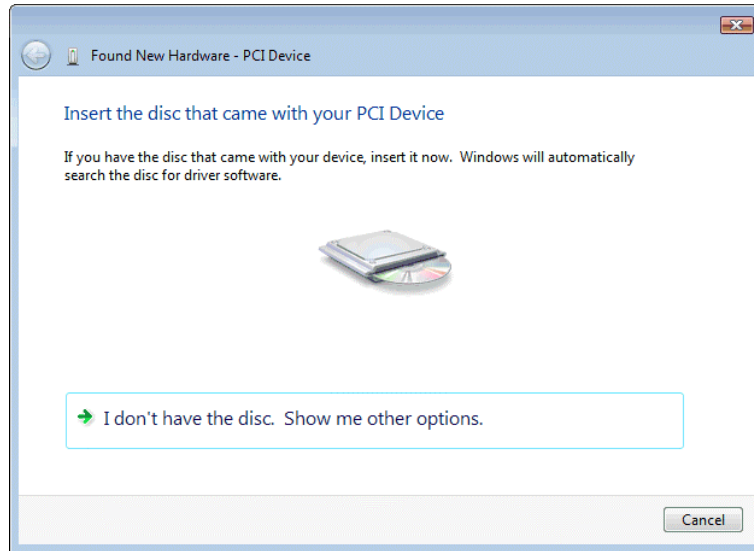 Found New Hardware - PCI Device
Insert the disc that came with your PCI Device
If you have the disc that came with your device, insert it now.  Windows will automatically
search the disc for driver software.
I don't have the disc.  Show me other options.
Cancel